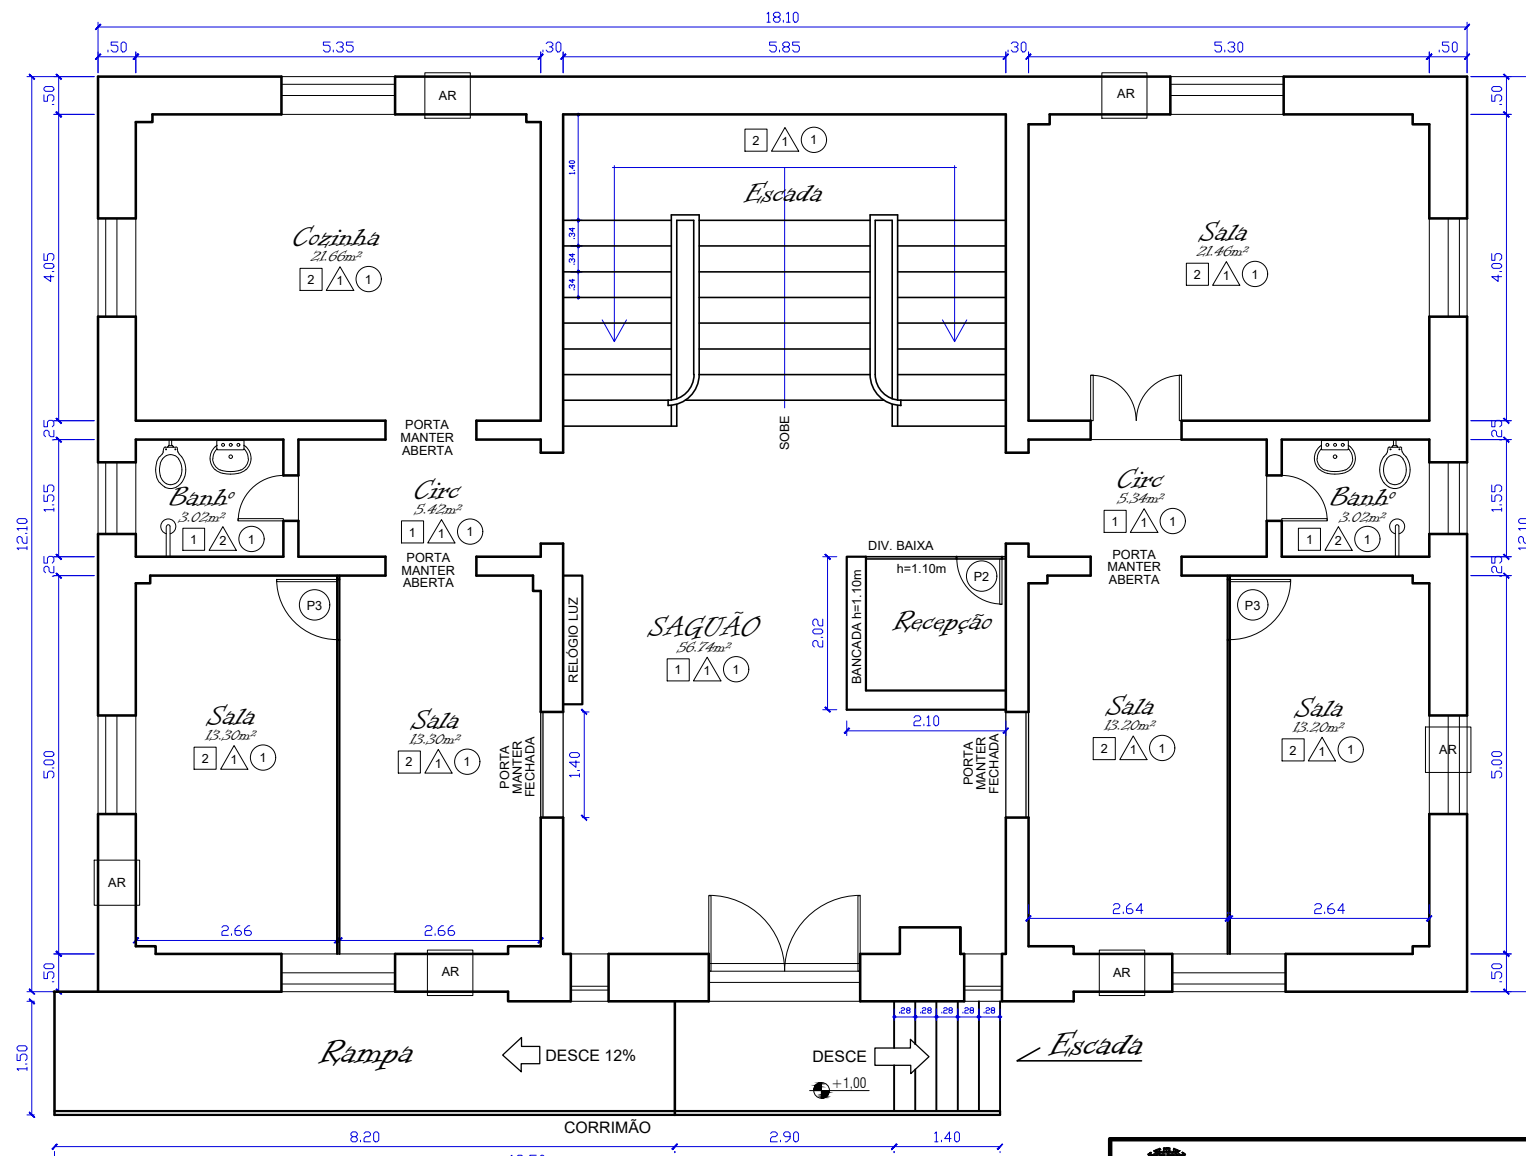 18.10
.50 5.35 .30 5.85 .30 5.30 .50
AR
AR
.50
.50
2 1 1
1.40
Escada
Cozinha
21.66m²
2 1 1
Sala
21.46m²
2 1 1
4.05
4.05
.34
.34
.34
SOBE
PORTA
MANTER
ABERTA
.25
.25
Banhº
3.02m²
1 2 1
Circ
5.42m²
1 1 1
Circ
5.34m²
1 1 1
Banhº
3.02m²
1 2 1
1.55
1.55
12.10
12.10
PORTA
MANTER
ABERTA
PORTA
MANTER
ABERTA
.25
.25
DIV. BAIXA
h=1.10m
P2
P3
P3
RELÓGIO LUZ
SAGUÃO
56.74m²
1 1 1
2.02
BANCADA h=1.10m
Recepção
2.10
Sala
13.30m²
2 1 1
Sala
13.30m²
2 1 1
Sala
13.20m²
2 1 1
Sala
13.20m²
2 1 1
PORTA
MANTER
FECHADA
1.40
PORTA
MANTER
FECHADA
AR
5.00
5.00
AR
2.66 2.66
2.64 2.64
.50
AR
AR
.50
.28 .28 .28 .28 .28
1.50
Rampa
DESCE 12%
DESCE
+1,00
Escada
CORRIMÃO
8.20 2.90 1.40